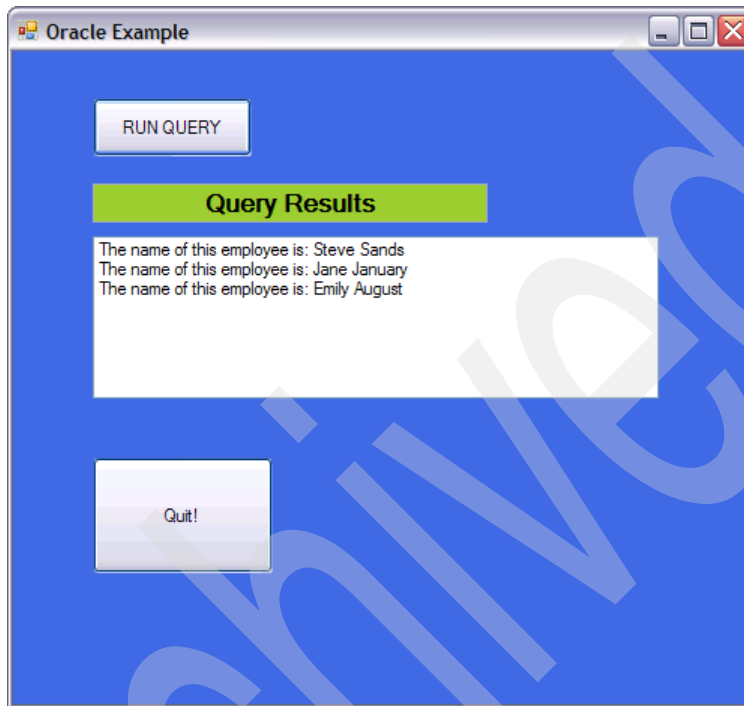 Oracle Example
RUN QUERY
Query Results
The name of this employee is: Steve Sands
The name of this employee is: Jane January
The name of this employee is: Emily August
Quit!